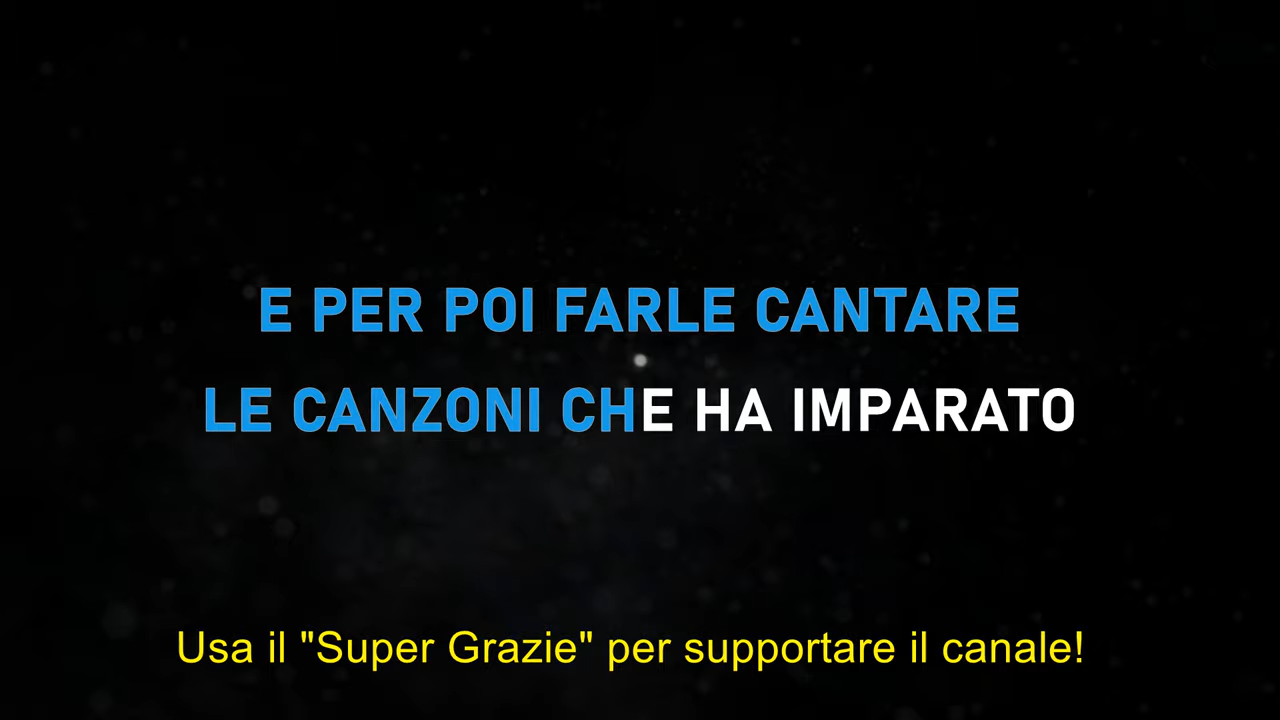 E PER POI FARLE CANTARE
LE CANZONI CHE HA IMPARATO
Usa il "Super Grazie" per supportare il canale!